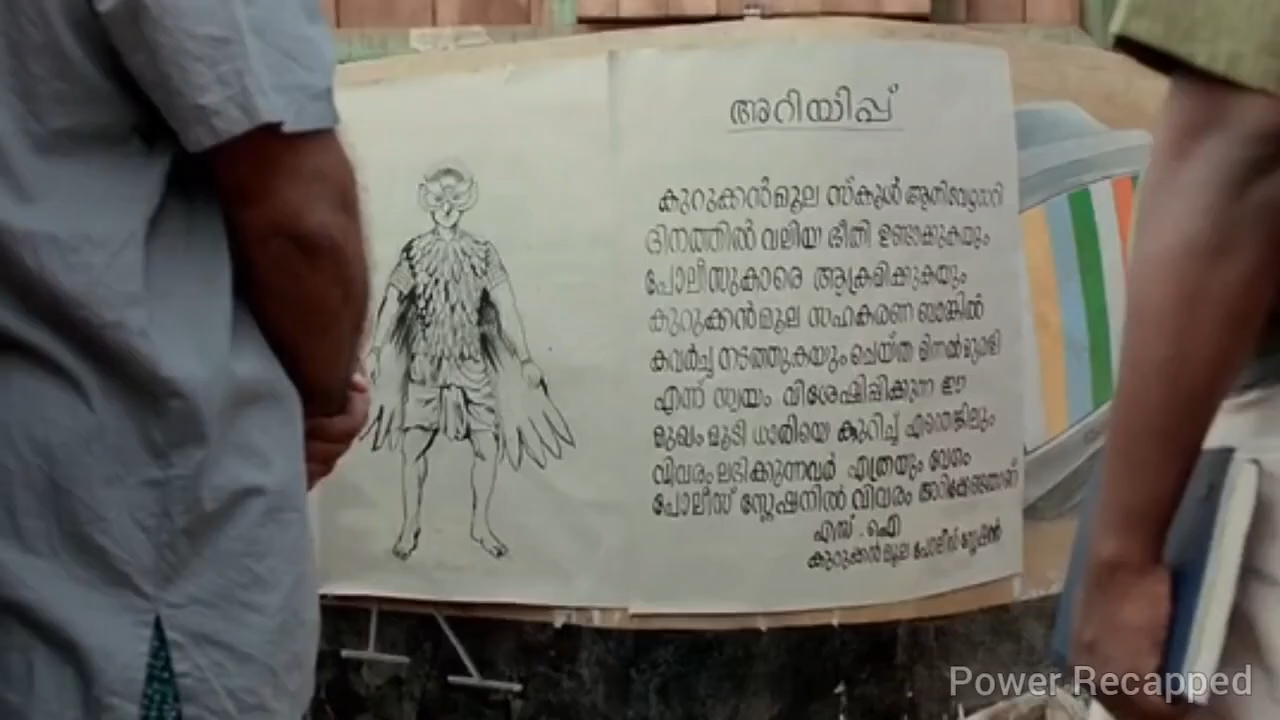 അറിയിപ്പ്
കുറുക്കൻമൂല സ്കൂൾ ആനിവേഴ്സറി
ദിനത്തിൽ വലിയ ഭീതി ഉണ്ടാക്കുകയും
പോലീസുകാരെ ആക്രമിക്കുകയും
കുറുക്കൻമൂല സഹകരണ ബാങ്കിൽ
കവർച്ച നടത്തുകയും ചെയ്ത മിന്നൽ മുരളി
എന്ന് സ്വയം വിശേഷിപ്പിക്കുന്ന ഈ
മുഖം മൂടി ധാരിയെ കുറിച്ച് എന്തെങ്കിലും
വിവരം ലഭിക്കുന്നവർ എത്രയും വേഗം
പോലീസ് സ്റ്റേഷനിൽ വിവരം അറിയിക്കേണ്ടതാണ്
എസ്.ഐ
കുറുക്കൻമൂല പോലീസ് സ്റ്റേഷൻ
Power Recapped